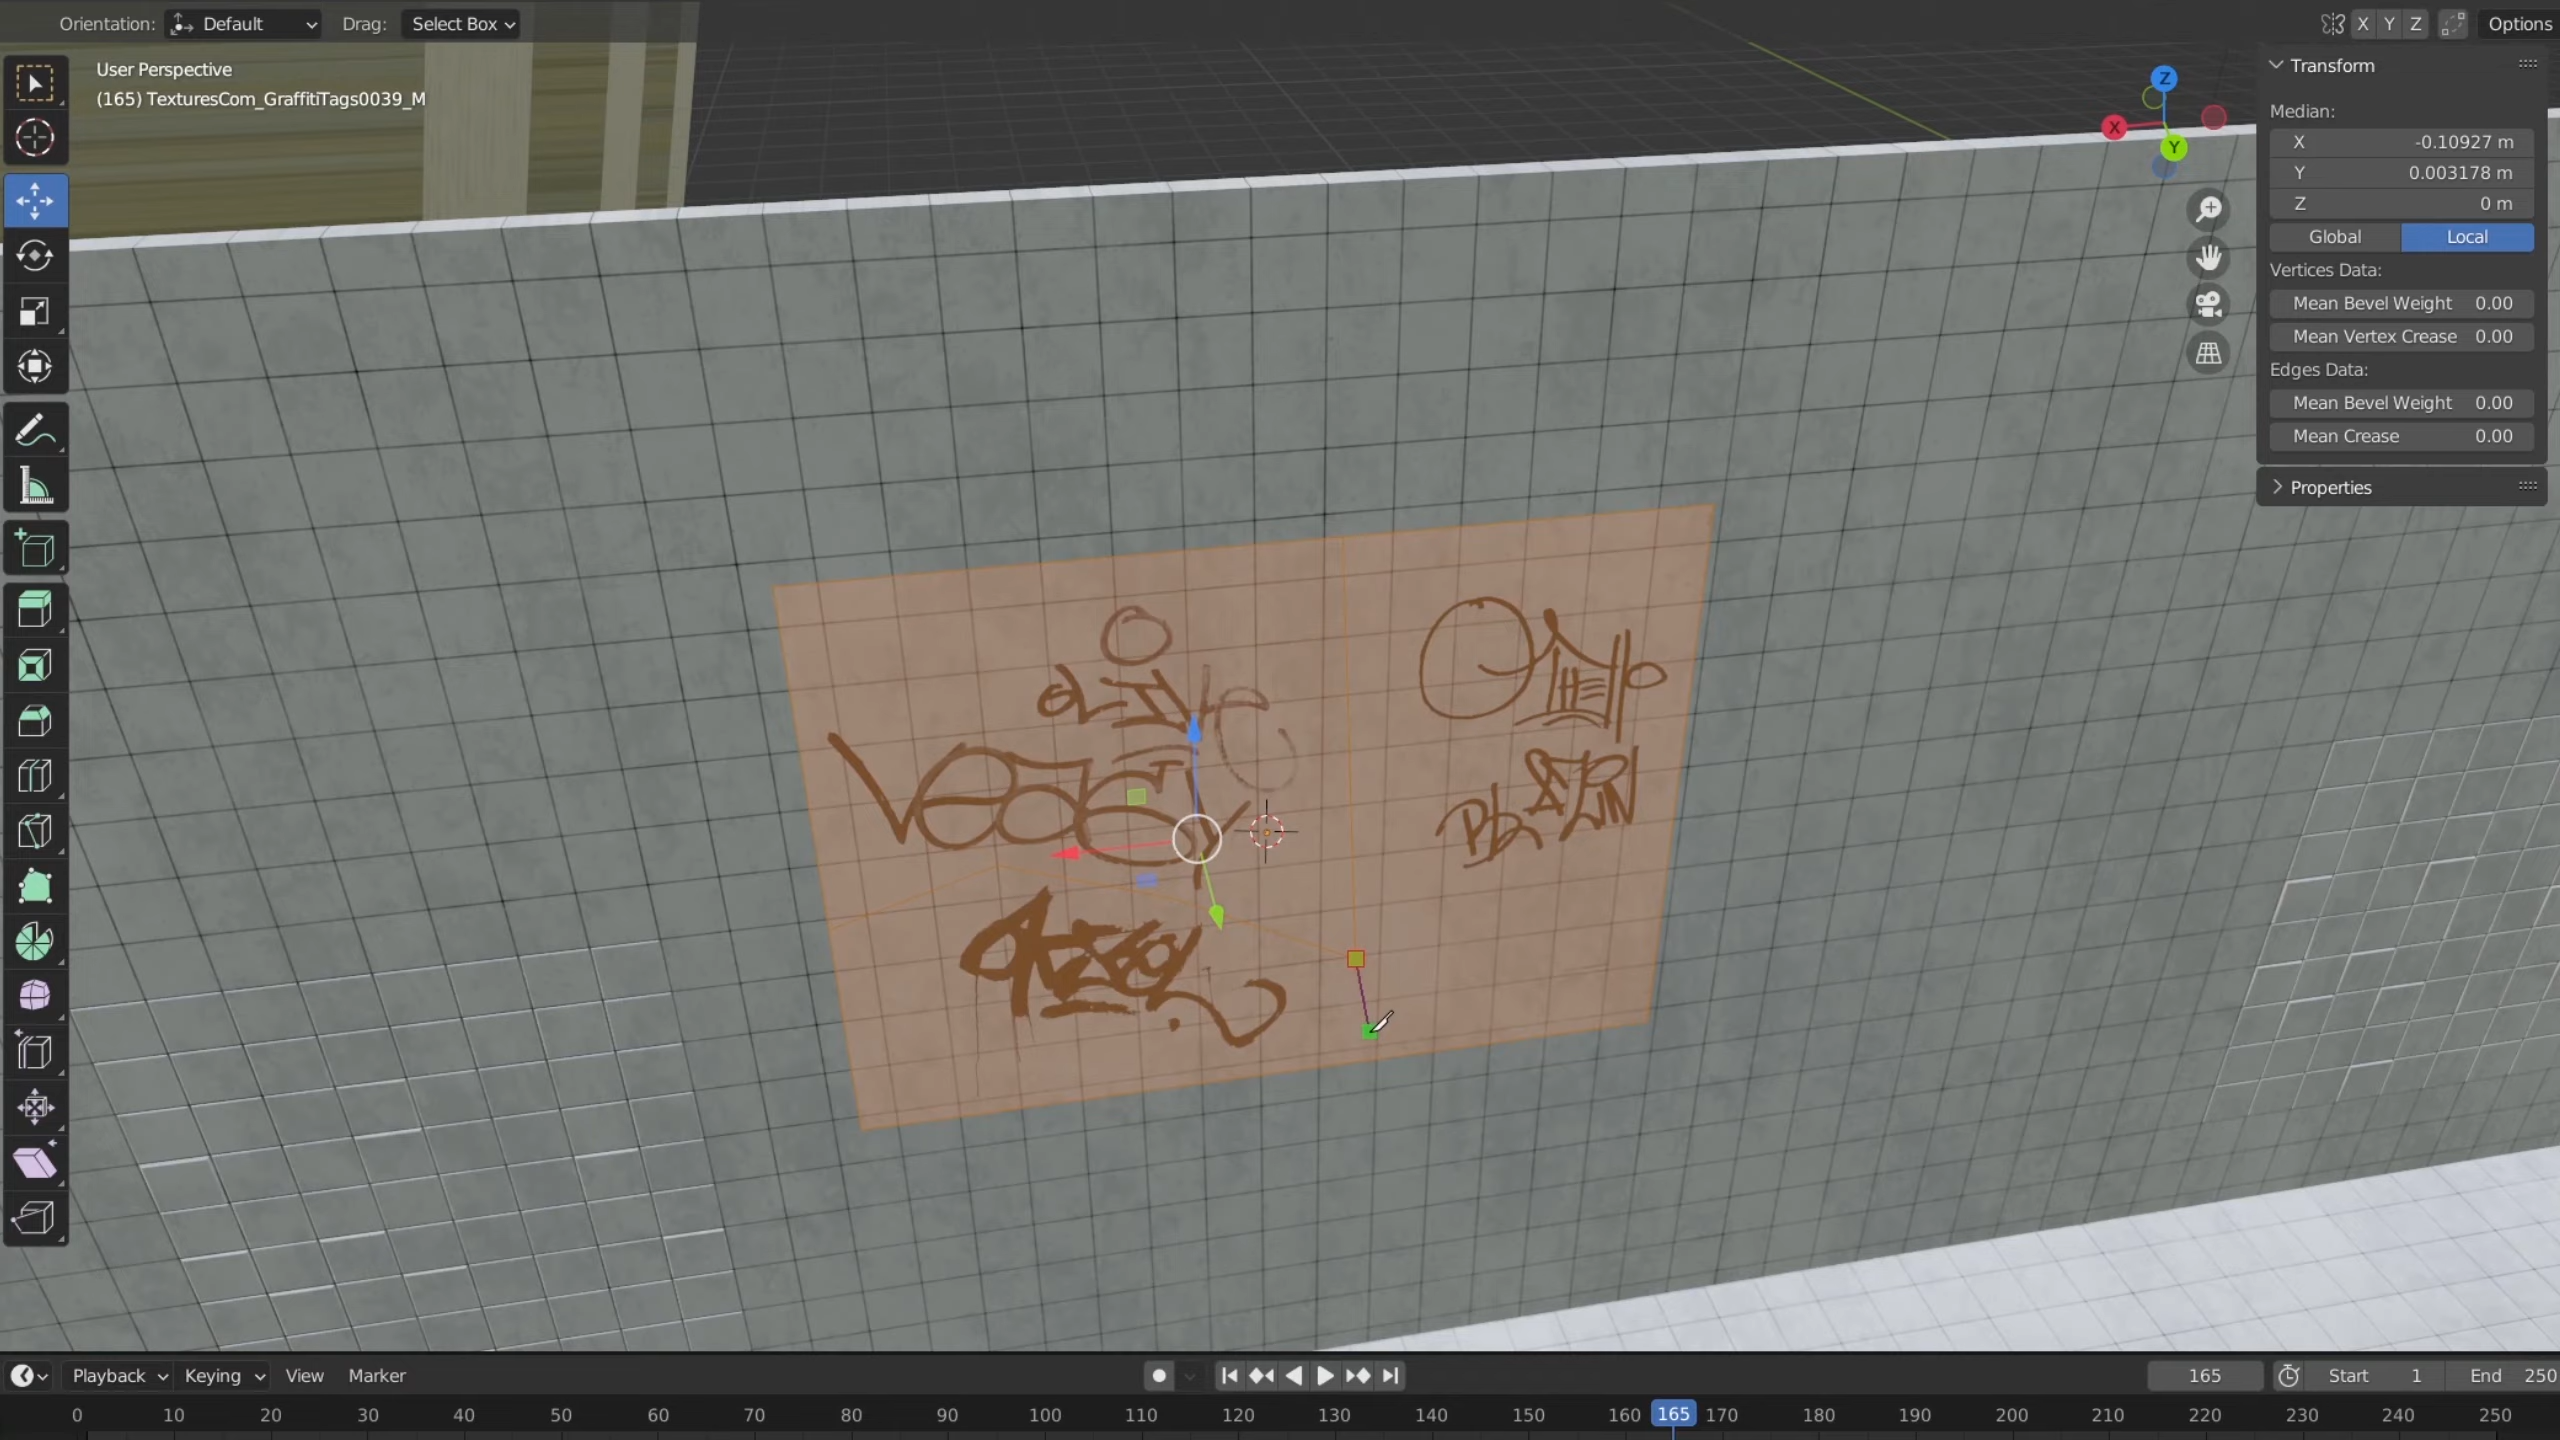 Orientation: Default Drag: Select Box X Y Z Options
User Perspective
(165) TexturesCom_GraffitiTags0039_M
Z
X
Y
Transform
Median:
X -0.10927 m
Y 0.003178 m
Z 0 m
Global Local
Vertices Data:
Mean Bevel Weight 0.00
Mean Vertex Crease 0.00
Edges Data:
Mean Bevel Weight 0.00
Mean Crease 0.00
Properties
Playback Keying View Marker 165 Start 1 End 250
0 10 20 30 40 50 60 70 80 90 100 110 120 130 140 150 160 165 170 180 190 200 210 220 230 240 250